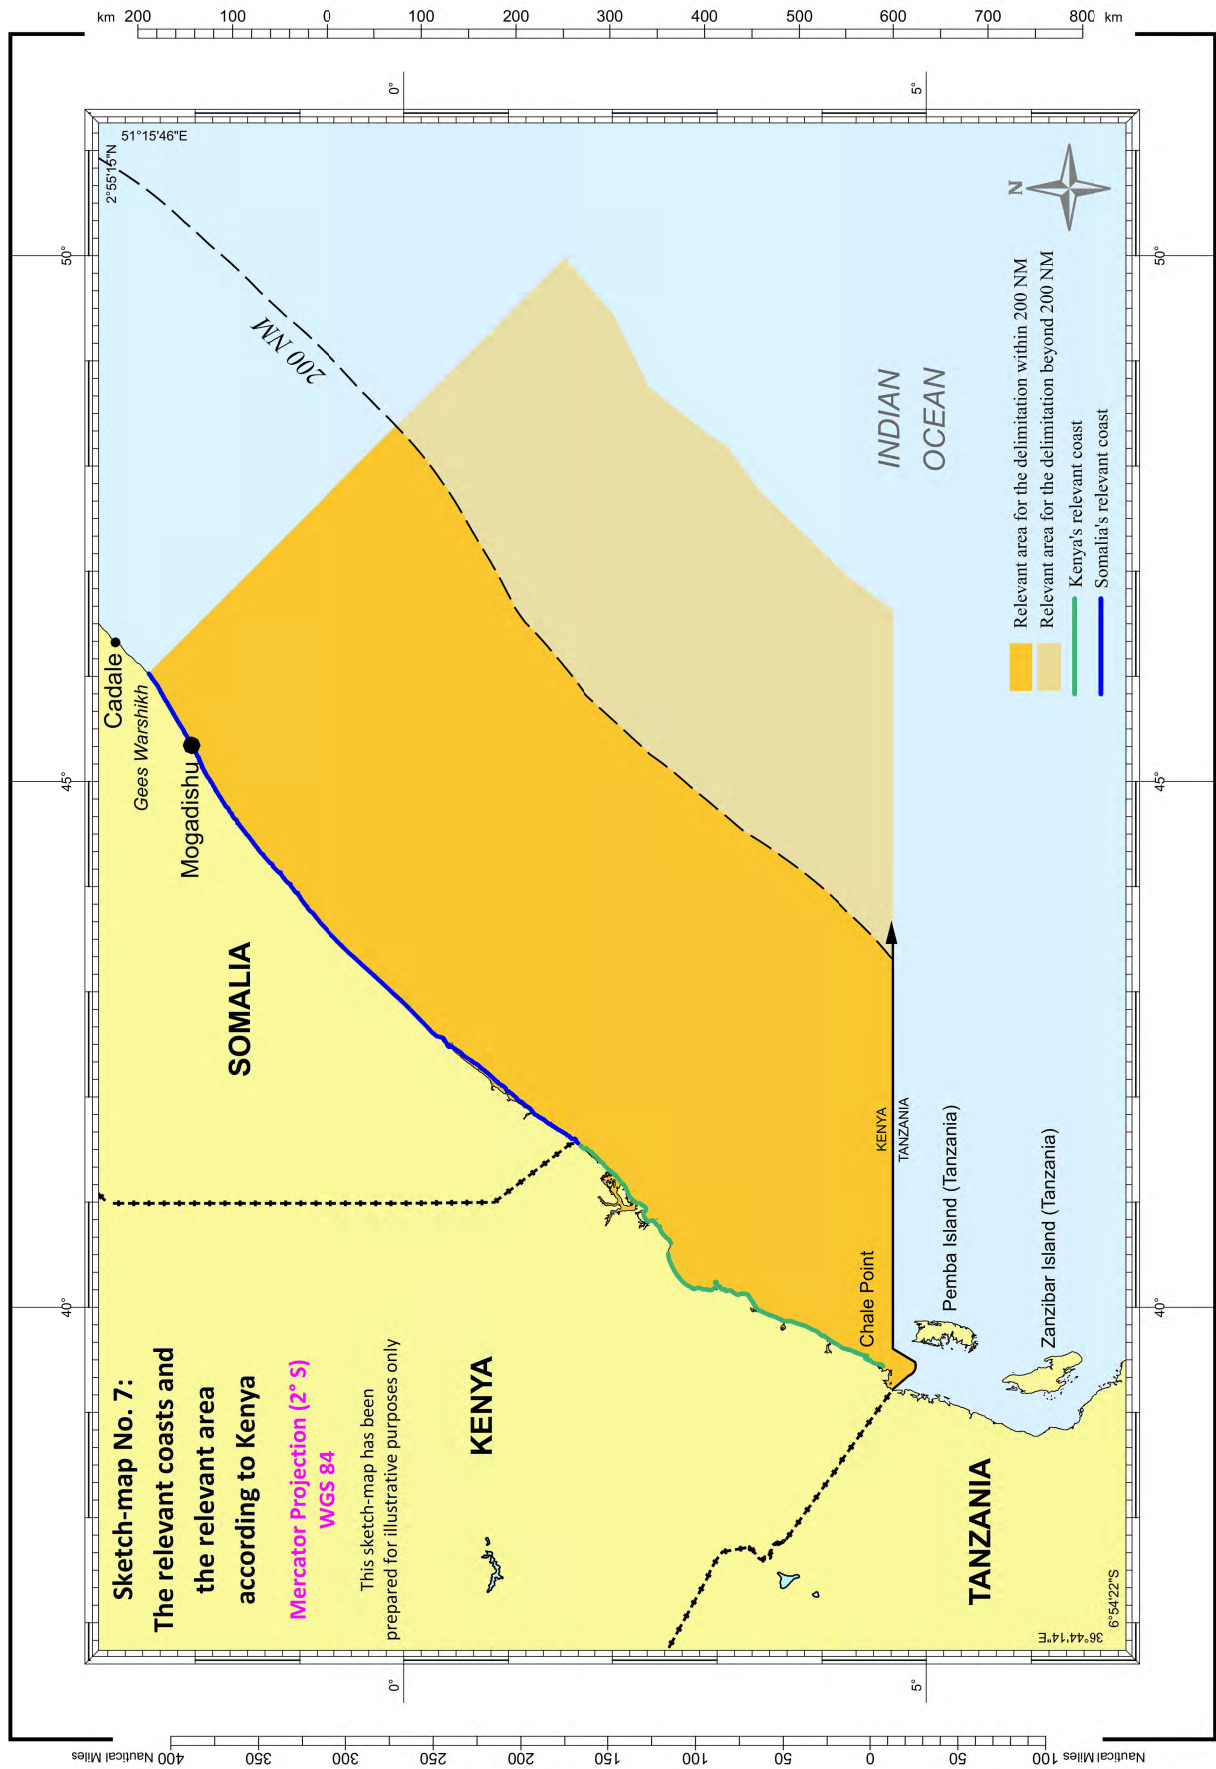 Sketch-map No. 7:
The relevant coasts and
the relevant area
according to Kenya
Mercator Projection (2° S)
WGS 84
This sketch-map has been
prepared for illustrative purposes only
km 200 100 0 100 200 300 400 500 600 700 800 km
Nautical Miles 400 350 300 250 200 150 100 50 0 50 100 Nautical Miles
40° 45° 50°
40° 45° 50°
0° 5°
0° 5°
2°55'15"N
51°15'46"E
36°44'14"E
6°54'22"S
SOMALIA
Cadale
Gees Warshikh
Mogadishu
200 NM
KENYA
Chale Point
KENYA
TANZANIA
Pemba Island (Tanzania)
Zanzibar Island (Tanzania)
TANZANIA
INDIAN
OCEAN
N
Relevant area for the delimitation within 200 NM
Relevant area for the delimitation beyond 200 NM
Kenya's relevant coast
Somalia's relevant coast